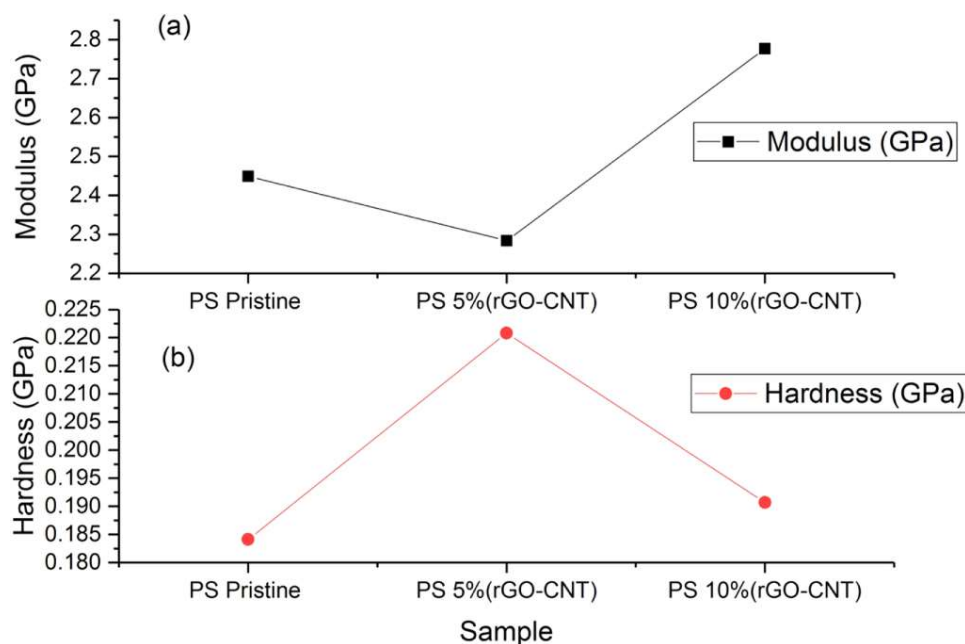 (a)
2.8
2.7
2.6
2.5
2.4
2.3
2.2
Modulus (GPa)
Modulus (GPa)
PS Pristine PS 5%(rGO-CNT) PS 10%(rGO-CNT)
(b)
0.225
0.220
0.215
0.210
0.205
0.200
0.195
0.190
0.185
0.180
Hardness (GPa)
Hardness (GPa)
PS Pristine PS 5%(rGO-CNT) PS 10%(rGO-CNT)
Sample